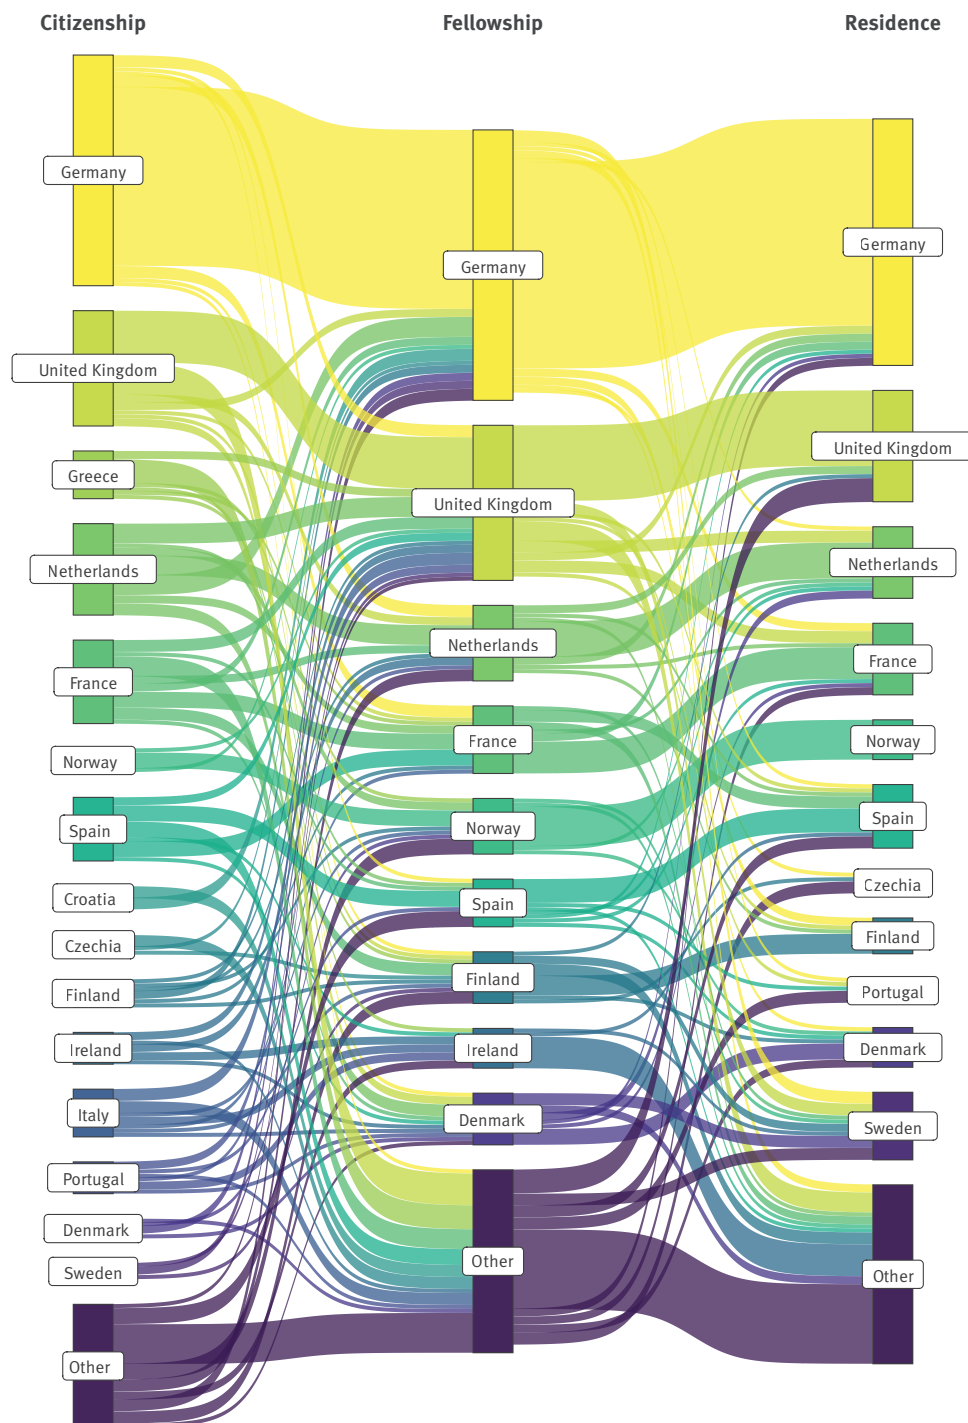 Citizenship
Fellowship
Residence
Germany
United Kingdom
Greece
Netherlands
France
Norway
Spain
Croatia
Czechia
Finland
Ireland
Italy
Portugal
Denmark
Sweden
Other
Germany
United Kingdom
Netherlands
France
Norway
Spain
Finland
Ireland
Denmark
Other
Germany
United Kingdom
Netherlands
France
Norway
Spain
Czechia
Finland
Portugal
Denmark
Sweden
Other